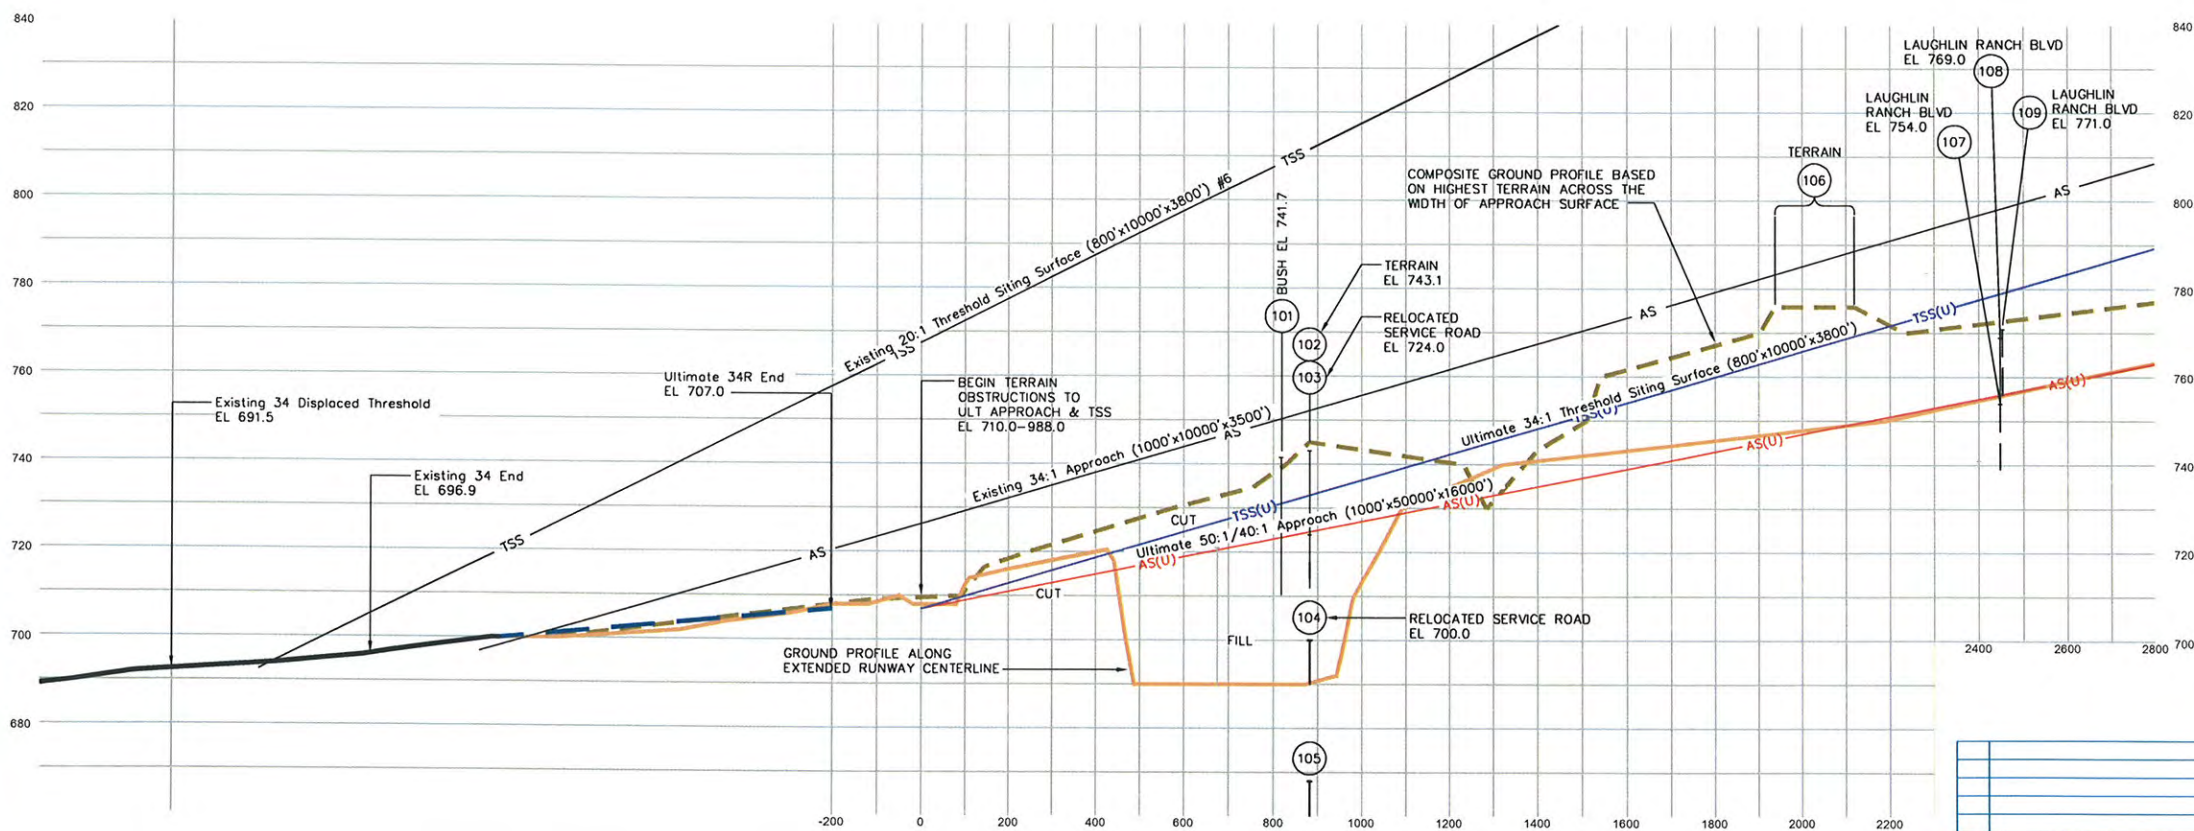 840
820
800
780
760
740
720
700
680
840
820
800
780
760
740
720
700
Existing 34 Displaced Threshold
EL 691.5
Existing 34 End
EL 696.9
Ultimate 34R End
EL 707.0
BEGIN TERRAIN
OBSTRUCTIONS TO
ULT APPROACH & TSS
EL 710.0-988.0
GROUND PROFILE ALONG
EXTENDED RUNWAY CENTERLINE
Existing 20:1 Threshold Siting Surface (800'x10000'x3800') #6
TSS
TSS
TSS
Existing 34:1 Approach (1000'x10000'x3500')
AS
AS
AS
AS
Ultimate 34:1 Threshold Siting Surface (800'x10000'x3800')
TSS(U)
TSS(U)
TSS(U)
Ultimate 50:1/40:1 Approach (1000'x50000'x16000')
AS(U)
AS(U)
AS(U)
AS(U)
CUT
CUT
FILL
BUSH EL 741.7
101
TERRAIN
EL 743.1
102
RELOCATED
SERVICE ROAD
EL 724.0
103
104
RELOCATED SERVICE ROAD
EL 700.0
105
COMPOSITE GROUND PROFILE BASED
ON HIGHEST TERRAIN ACROSS THE
WIDTH OF APPROACH SURFACE
TERRAIN
106
LAUGHLIN
RANCH BLVD
EL 754.0
107
LAUGHLIN RANCH BLVD
EL 769.0
108
LAUGHLIN
RANCH BLVD
EL 771.0
109
-200
0
200
400
600
800
1000
1200
1400
1600
1800
2000
2200
2400
2600
2800